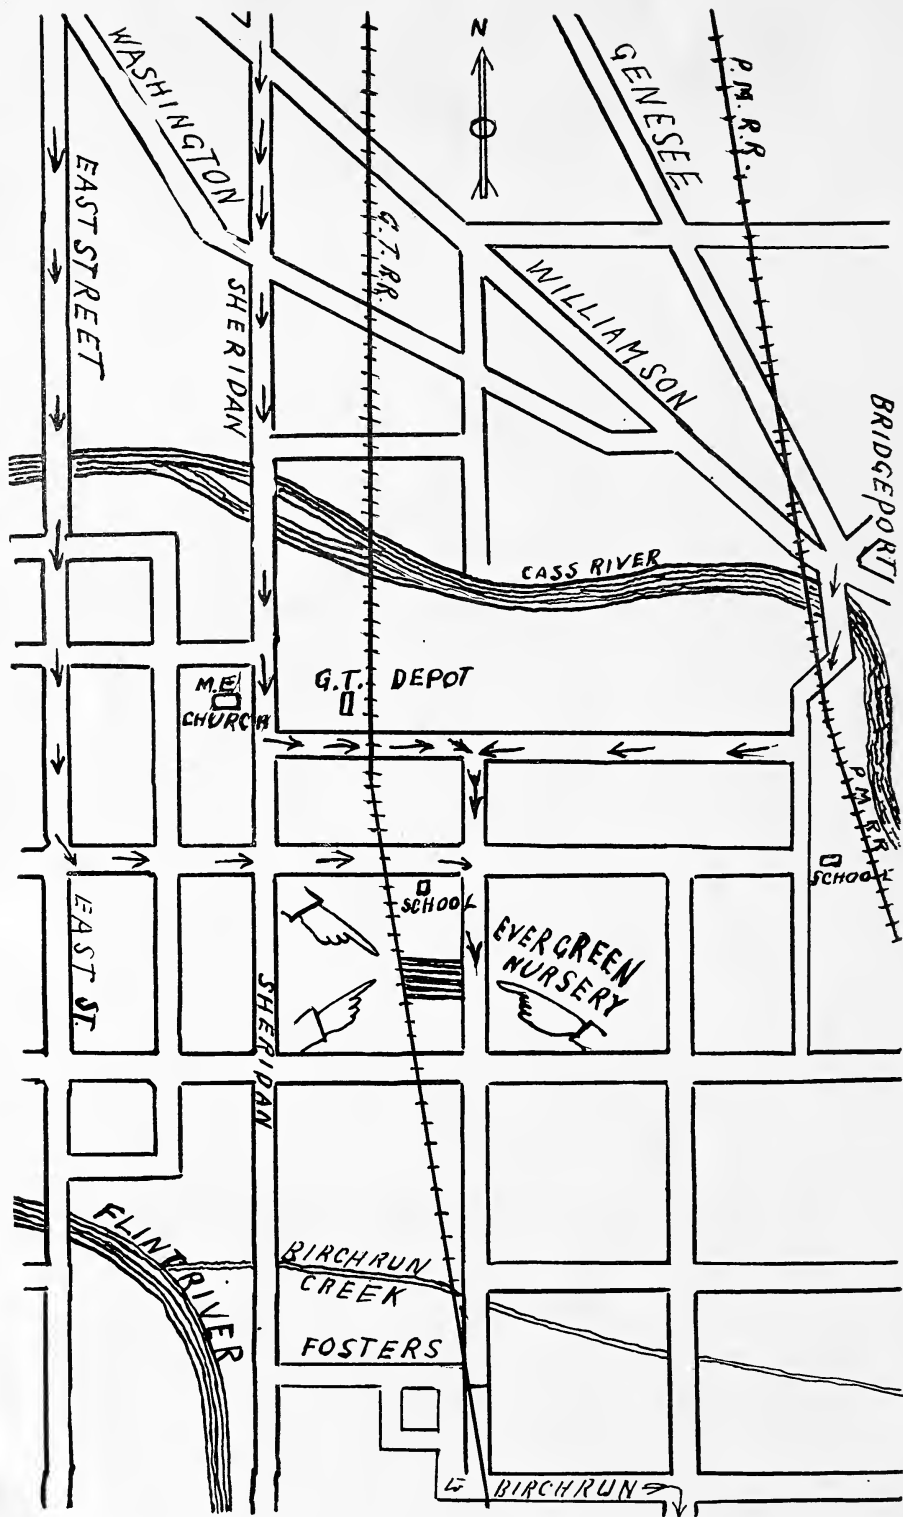 N
WASHINGTON
GENESEE
P. M. R. R.
EAST STREET
SHERIDAN
G. T. R. R.
WILLIAMSON
BRIDGEPORT
CASS RIVER
M. E.
CHURCH
G. T. DEPOT
P. M. R R
SCHOOL
SCHOOL
EAST ST.
EVERGREEN
NURSERY
SHERIDAN
FLINT RIVER
BIRCHRUN
CREEK
FOSTERS
BIRCHRUN